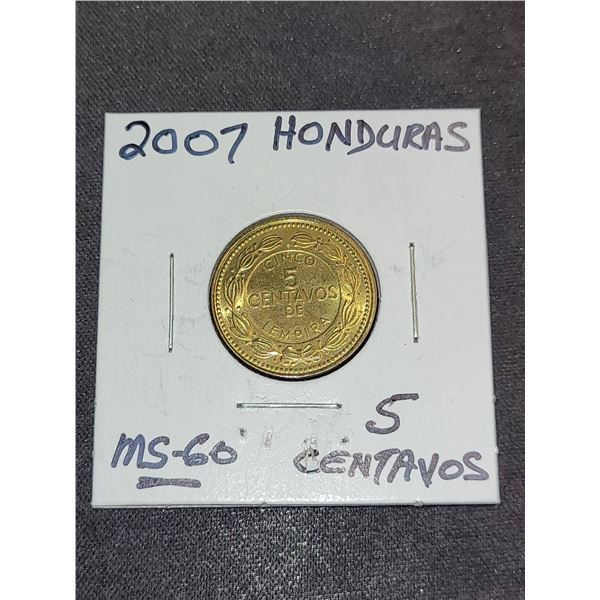 2007 HONDURAS
CINCO
5
CENTAVOS
DE
LEMPIRA
5
MS-60 CENTAVOS